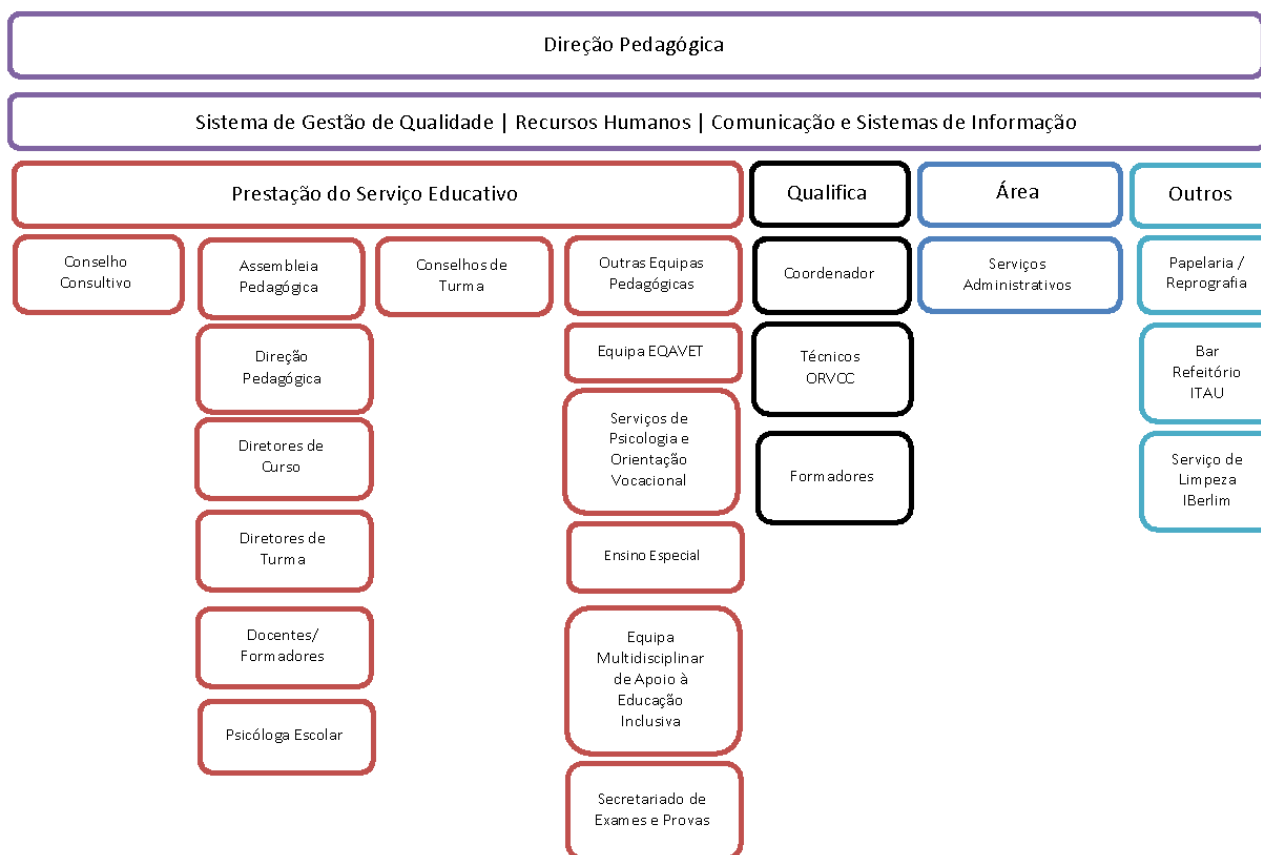 Direção Pedagógica
Sistema de Gestão de Qualidade | Recursos Humanos | Comunicação e Sistemas de Informação
Prestação do Serviço Educativo
Qualifica
Área
Outros
Conselho
Consultivo
Assembleia
Pedagógica
Conselhos de
Turma
Outras Equipas
Pedagógicas
Coordenador
Serviços
Administrativos
Papelaria /
Reprografia
Direção
Pedagógica
Equipa EQAVET
Técnicos
ORVCC
Bar
Refeitório
ITAU
Diretores de
Curso
Serviços de
Psicologia e
Orientação
Vocacional
Formadores
Serviço de
Limpeza
IBerlim
Diretores de
Turma
Ensino Especial
Docentes/
Formadores
Equipa
Multidisciplinar
de Apoio à
Educação
Inclusiva
Psicóloga Escolar
Secretariado de
Exames e Provas